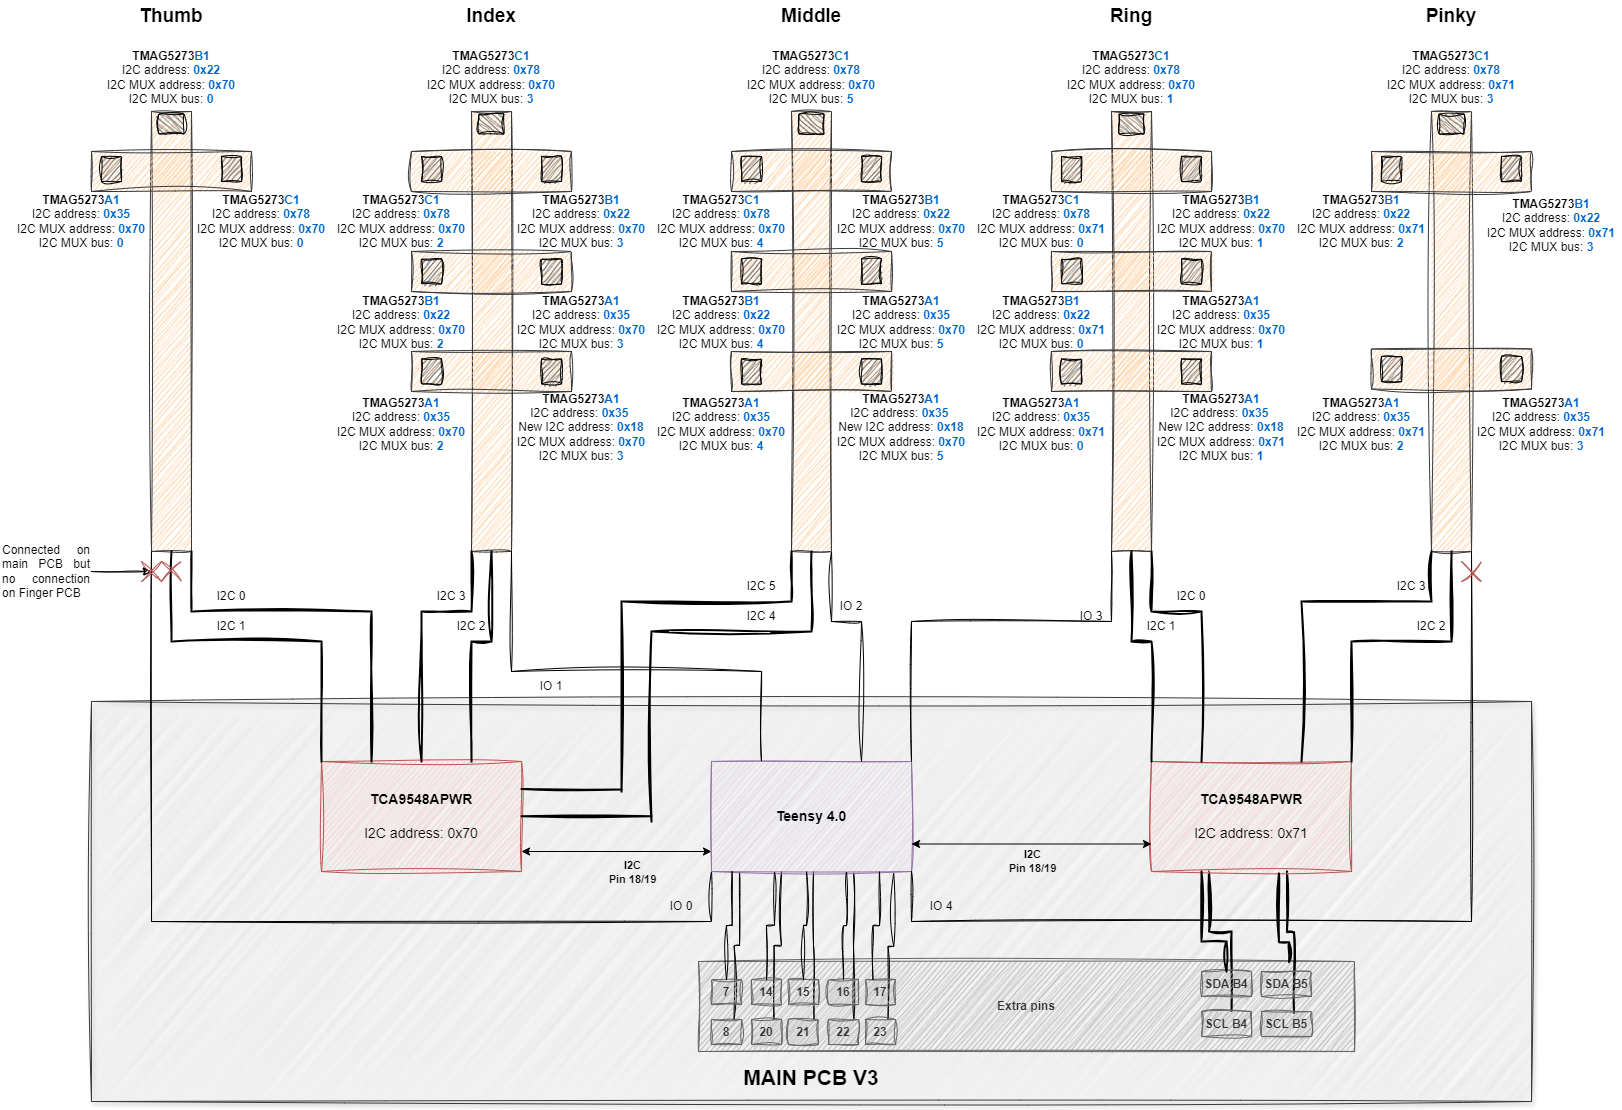 Thumb
Index
Middle
Ring
Pinky
TMAG5273B1
I2C address: 0x22
I2C MUX address: 0x70
I2C MUX bus: 0
TMAG5273C1
I2C address: 0x78
I2C MUX address: 0x70
I2C MUX bus: 3
TMAG5273C1
I2C address: 0x78
I2C MUX address: 0x70
I2C MUX bus: 5
TMAG5273C1
I2C address: 0x78
I2C MUX address: 0x70
I2C MUX bus: 1
TMAG5273C1
I2C address: 0x78
I2C MUX address: 0x71
I2C MUX bus: 3
TMAG5273A1
I2C address: 0x35
I2C MUX address: 0x70
I2C MUX bus: 0
TMAG5273C1
I2C address: 0x78
I2C MUX address: 0x70
I2C MUX bus: 0
TMAG5273C1
I2C address: 0x78
I2C MUX address: 0x70
I2C MUX bus: 2
TMAG5273B1
I2C address: 0x22
I2C MUX address: 0x70
I2C MUX bus: 3
TMAG5273C1
I2C address: 0x78
I2C MUX address: 0x70
I2C MUX bus: 4
TMAG5273B1
I2C address: 0x22
I2C MUX address: 0x70
I2C MUX bus: 5
TMAG5273C1
I2C address: 0x78
I2C MUX address: 0x71
I2C MUX bus: 0
TMAG5273B1
I2C address: 0x22
I2C MUX address: 0x70
I2C MUX bus: 1
TMAG5273B1
I2C address: 0x22
I2C MUX address: 0x71
I2C MUX bus: 2
TMAG5273B1
I2C address: 0x22
I2C MUX address: 0x71
I2C MUX bus: 3
TMAG5273B1
I2C address: 0x22
I2C MUX address: 0x70
I2C MUX bus: 2
TMAG5273A1
I2C address: 0x35
I2C MUX address: 0x70
I2C MUX bus: 3
TMAG5273B1
I2C address: 0x22
I2C MUX address: 0x70
I2C MUX bus: 4
TMAG5273A1
I2C address: 0x35
I2C MUX address: 0x70
I2C MUX bus: 5
TMAG5273B1
I2C address: 0x22
I2C MUX address: 0x71
I2C MUX bus: 0
TMAG5273A1
I2C address: 0x35
I2C MUX address: 0x70
I2C MUX bus: 1
TMAG5273A1
I2C address: 0x35
I2C MUX address: 0x70
I2C MUX bus: 2
TMAG5273A1
I2C address: 0x35
New I2C address: 0x18
I2C MUX address: 0x70
I2C MUX bus: 3
TMAG5273A1
I2C address: 0x35
I2C MUX address: 0x70
I2C MUX bus: 4
TMAG5273A1
I2C address: 0x35
New I2C address: 0x18
I2C MUX address: 0x70
I2C MUX bus: 5
TMAG5273A1
I2C address: 0x35
I2C MUX address: 0x71
I2C MUX bus: 0
TMAG5273A1
I2C address: 0x35
New I2C address: 0x18
I2C MUX address: 0x71
I2C MUX bus: 1
TMAG5273A1
I2C address: 0x35
I2C MUX address: 0x71
I2C MUX bus: 2
TMAG5273A1
I2C address: 0x35
I2C MUX address: 0x71
I2C MUX bus: 3
Connected on
main PCB but
no connection
on Finger PCB
I2C 0
I2C 1
I2C 3
I2C 2
I2C 5
I2C 4
IO 2
IO 3
I2C 0
I2C 1
I2C 3
I2C 2
IO 1
TCA9548APWR
I2C address: 0x70
Teensy 4.0
TCA9548APWR
I2C address: 0x71
I2C
Pin 18/19
I2C
Pin 18/19
IO 0
IO 4
7
14
15
16
17
8
20
21
22
23
Extra pins
SDA B4
SDA B5
SCL B4
SCL B5
MAIN PCB V3